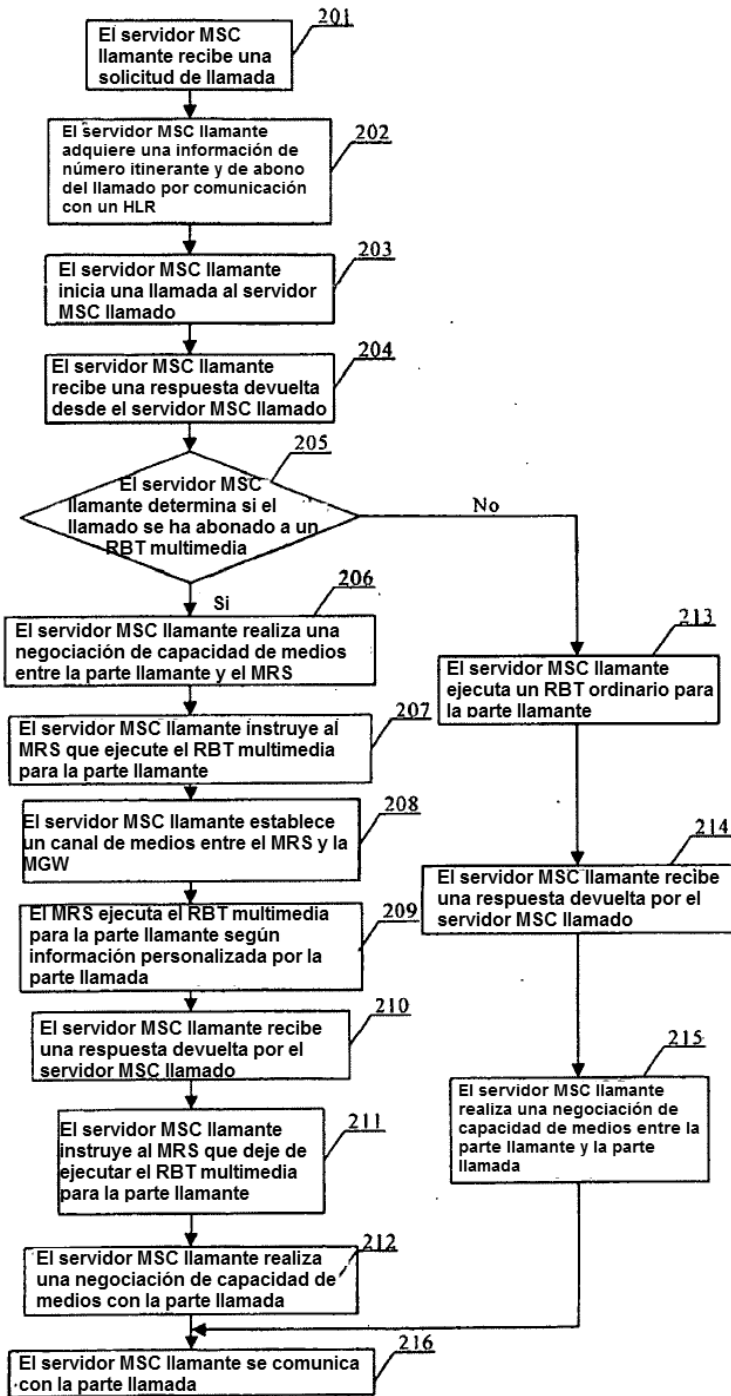 201
El servidor MSC
llamante recibe una
solicitud de llamada
202
El servidor MSC llamante
adquiere una información de
número itinerante y de abono
del llamado por comunicación
con un HLR
203
El servidor MSC llamante
inicia una llamada al servidor
MSC llamado
204
El servidor MSC llamante
recibe una respuesta devuelta
desde el servidor MSC llamado
205
El servidor MSC
llamante determina si el
llamado se ha abonado a un
RBT multimedia
No
Si
206
El servidor MSC llamante realiza una
negociación de capacidad de medios
entre la parte llamante y el MRS
207
El servidor MSC llamante instruye al
MRS que ejecute el RBT multimedia
para la parte llamante
208
El servidor MSC llamante establece
un canal de medios entre el MRS y la
MGW
209
El MRS ejecuta el RBT multimedia
para la parte llamante según
información personalizada por la
parte llamada
210
El servidor MSC llamante recibe
una respuesta devuelta por el
servidor MSC llamado
211
El servidor MSC llamante
instruye al MRS que deje de
ejecutar el RBT multimedia
para la parte llamante
212
El servidor MSC llamante realiza
una negociación de capacidad de
medios con la parte llamada
213
El servidor MSC llamante
ejecuta un RBT ordinario para
la parte llamante
214
El servidor MSC llamante recibe
una respuesta devuelta por el
servidor MSC llamado
215
El servidor MSC llamante
realiza una negociación de
capacidad de medios entre la
parte llamante y la parte
llamada
216
El servidor MSC llamante se comunica
con la parte llamada